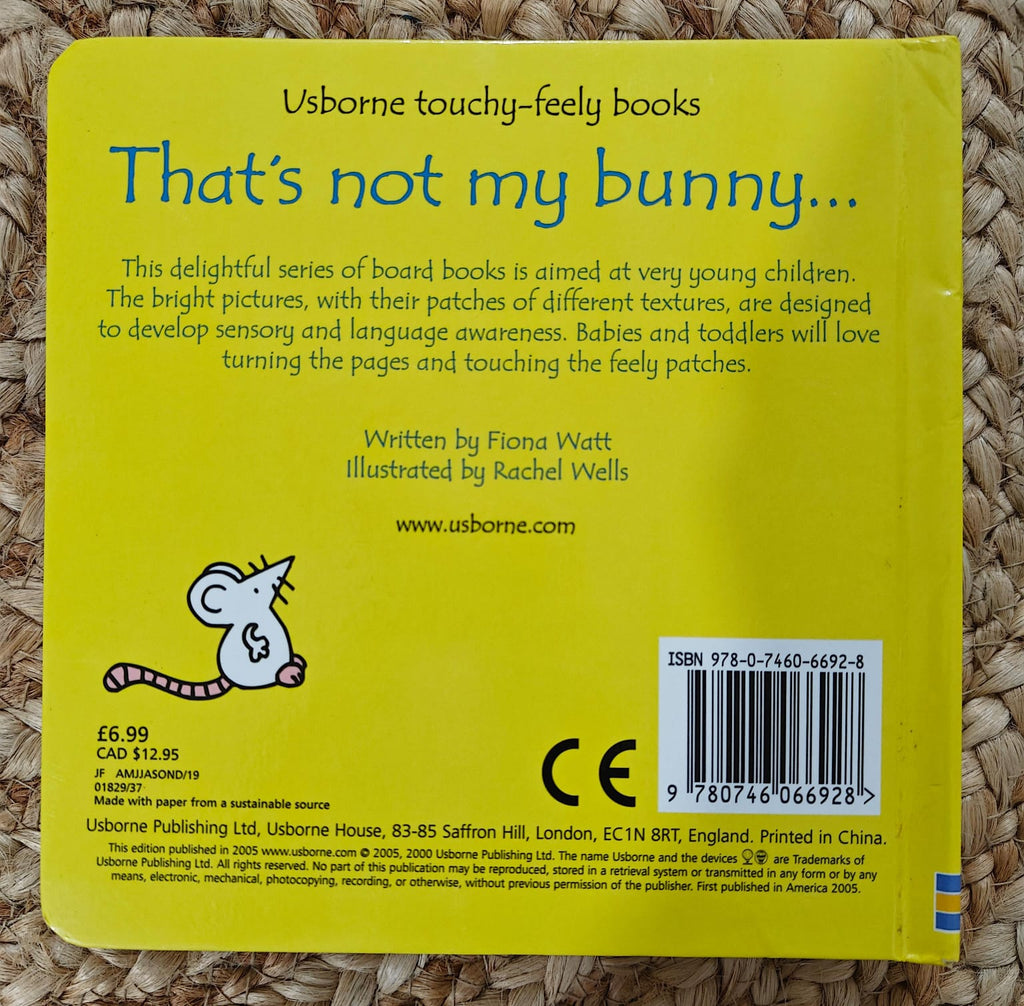 Usborne touchy-feely books
That's not my bunny...
This delightful series of board books is aimed at very young children.
The bright pictures, with their patches of different textures, are designed
to develop sensory and language awareness. Babies and toddlers will love
turning the pages and touching the feely patches.
Written by Fiona Watt
Illustrated by Rachel Wells
www.usborne.com
£6.99
CAD $12.95
JF AMJJASOND/19
01829/37
Made with paper from a sustainable source
CE
ISBN 978-0-7460-6692-8
9 780746 066928 >
Usborne Publishing Ltd, Usborne House, 83-85 Saffron Hill, London, EC1N 8RT, England. Printed in China.
This edition published in 2005 www.usborne.com © 2005, 2000 Usborne Publishing Ltd. The name Usborne and the devices are Trademarks of
Usborne Publishing Ltd. All rights reserved. No part of this publication may be reproduced, stored in a retrieval system or transmitted in any form or by any
means, electronic, mechanical, photocopying, recording, or otherwise, without previous permission of the publisher. First published in America 2005.